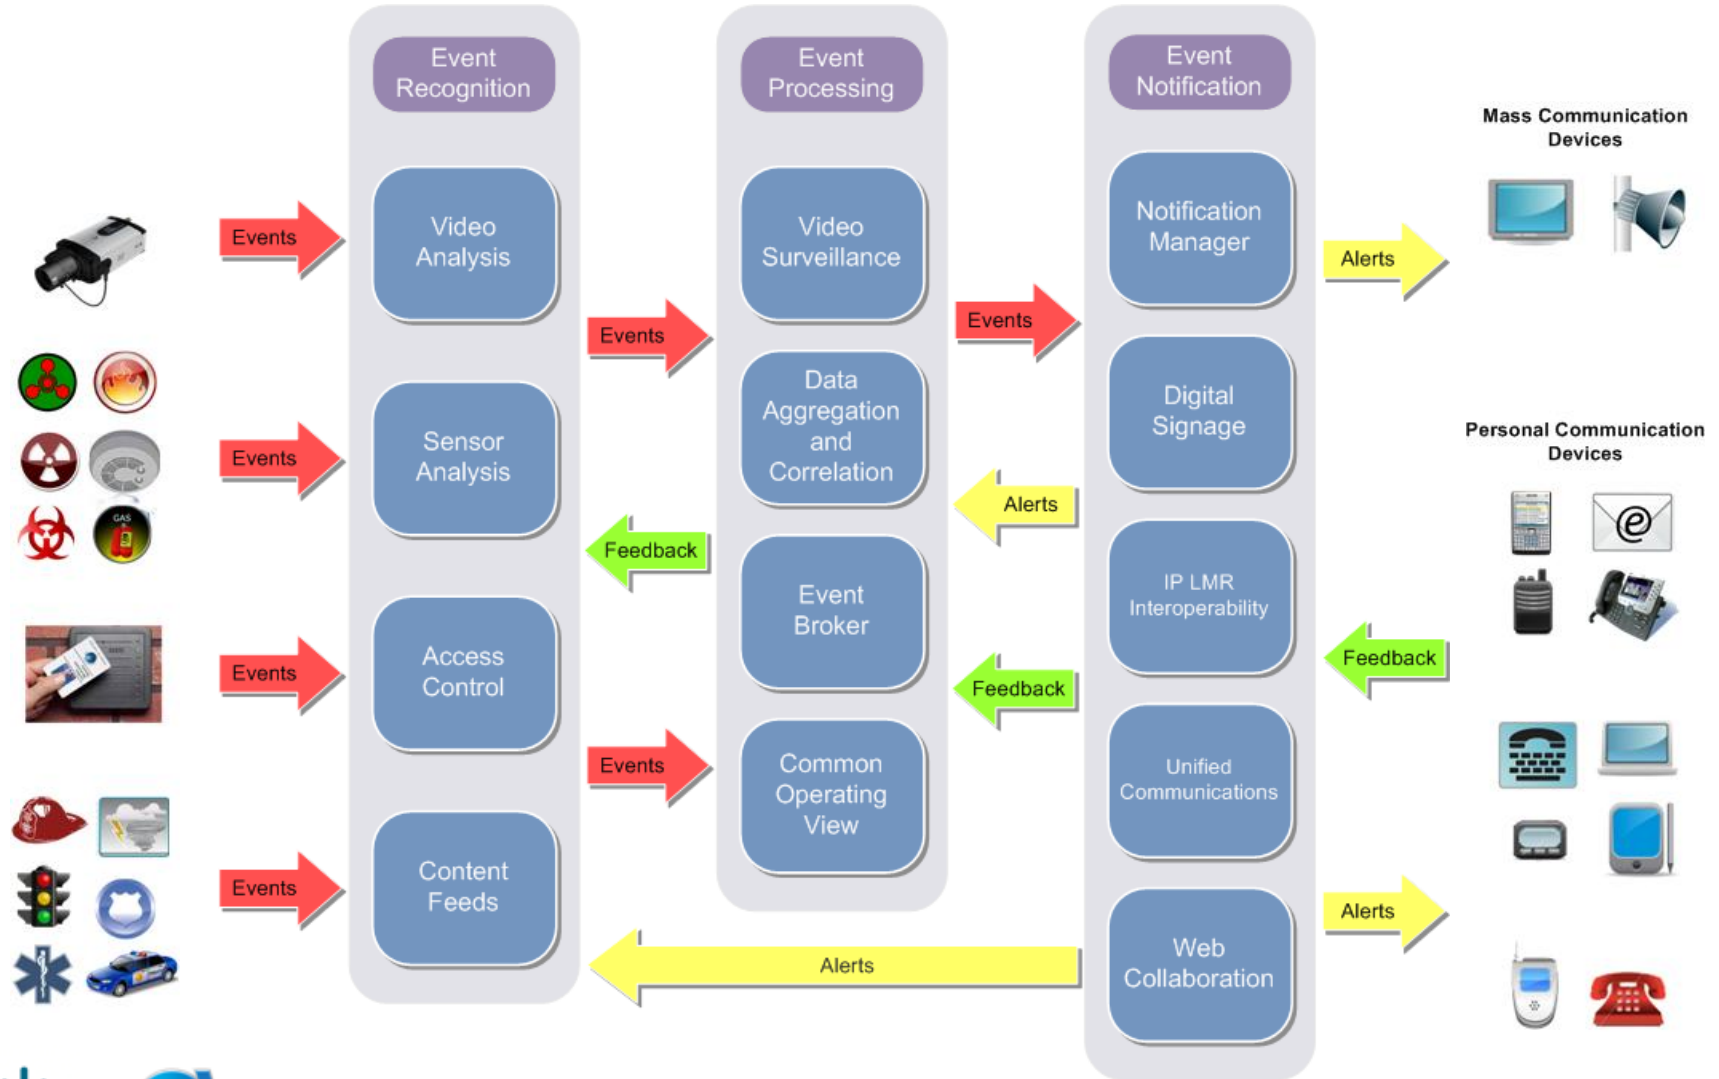 Event
Recognition
Event
Processing
Event
Notification
Mass Communication
Devices
Events
Video
Analysis
Video
Surveillance
Notification
Manager
Alerts
Events
Events
Data
Aggregation
and
Correlation
Digital
Signage
Personal Communication
Devices
Events
Sensor
Analysis
Alerts
GAS
Feedback
Event
Broker
IP LMR
Interoperability
Feedback
Events
Access
Control
Feedback
Events
Common
Operating
View
Unified
Communications
Events
Content
Feeds
Alerts
Alerts
Web
Collaboration